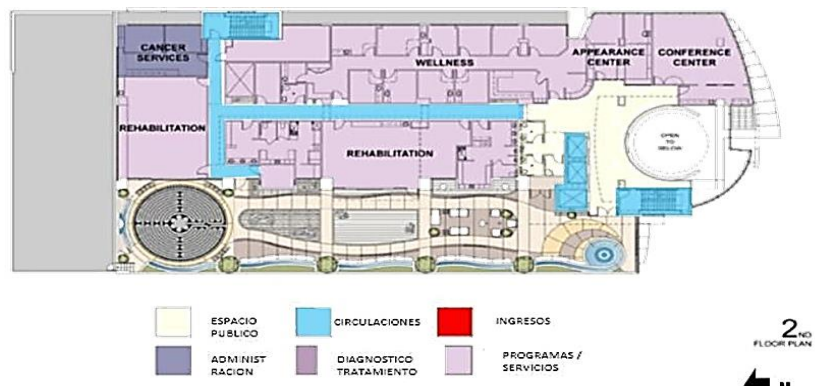 CANCER
SERVICES
WELLNESS
APPEARANCE
CENTER
CONFERENCE
CENTER
REHABILITATION
REHABILITATION
OPEN
TO
BELOW
ESPACIO
PUBLICO
CIRCULACIONES
INGRESOS
ADMINIST
RACION
DIAGNOSTICO
TRATAMIENTO
PROGRAMAS /
SERVICIOS
2ND
FLOOR PLAN